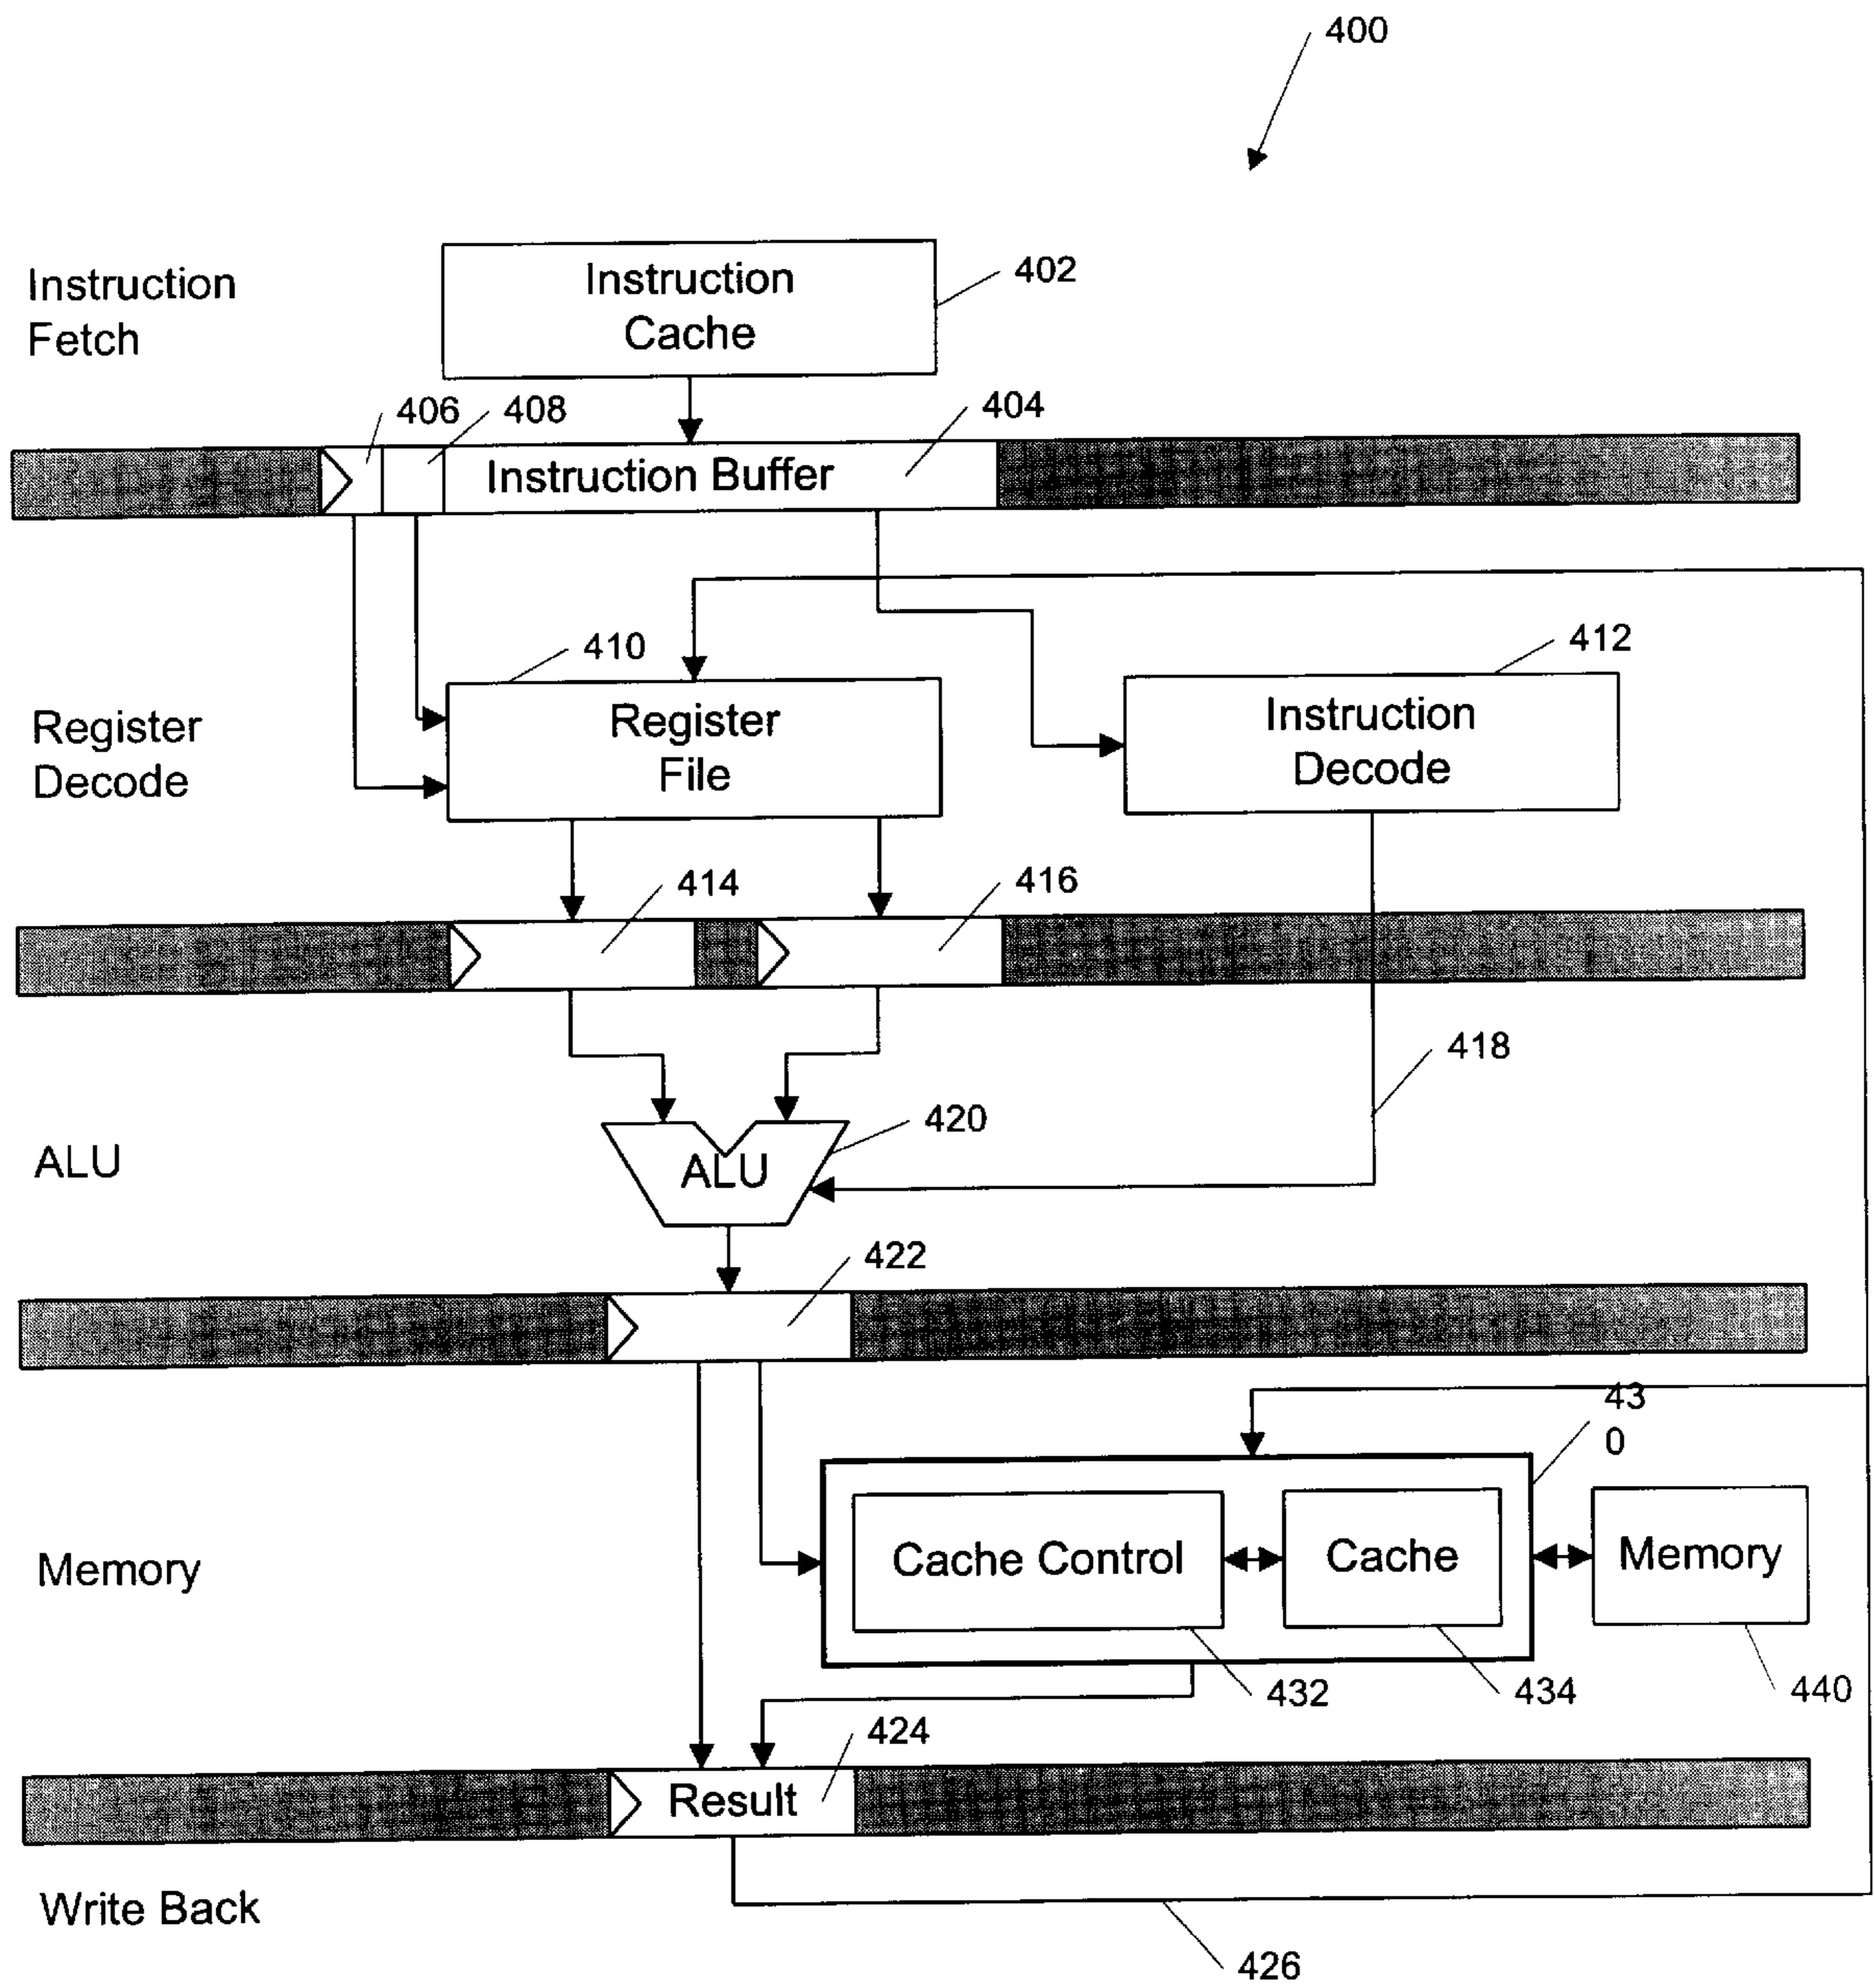 400
Instruction
Fetch
Instruction
Cache
402
406
408
404
Instruction Buffer
410
412
Register
Decode
Register
File
Instruction
Decode
414
416
418
420
ALU
ALU
422
43
0
Memory
Cache Control
Cache
Memory
432
434
440
424
Result
Write Back
426